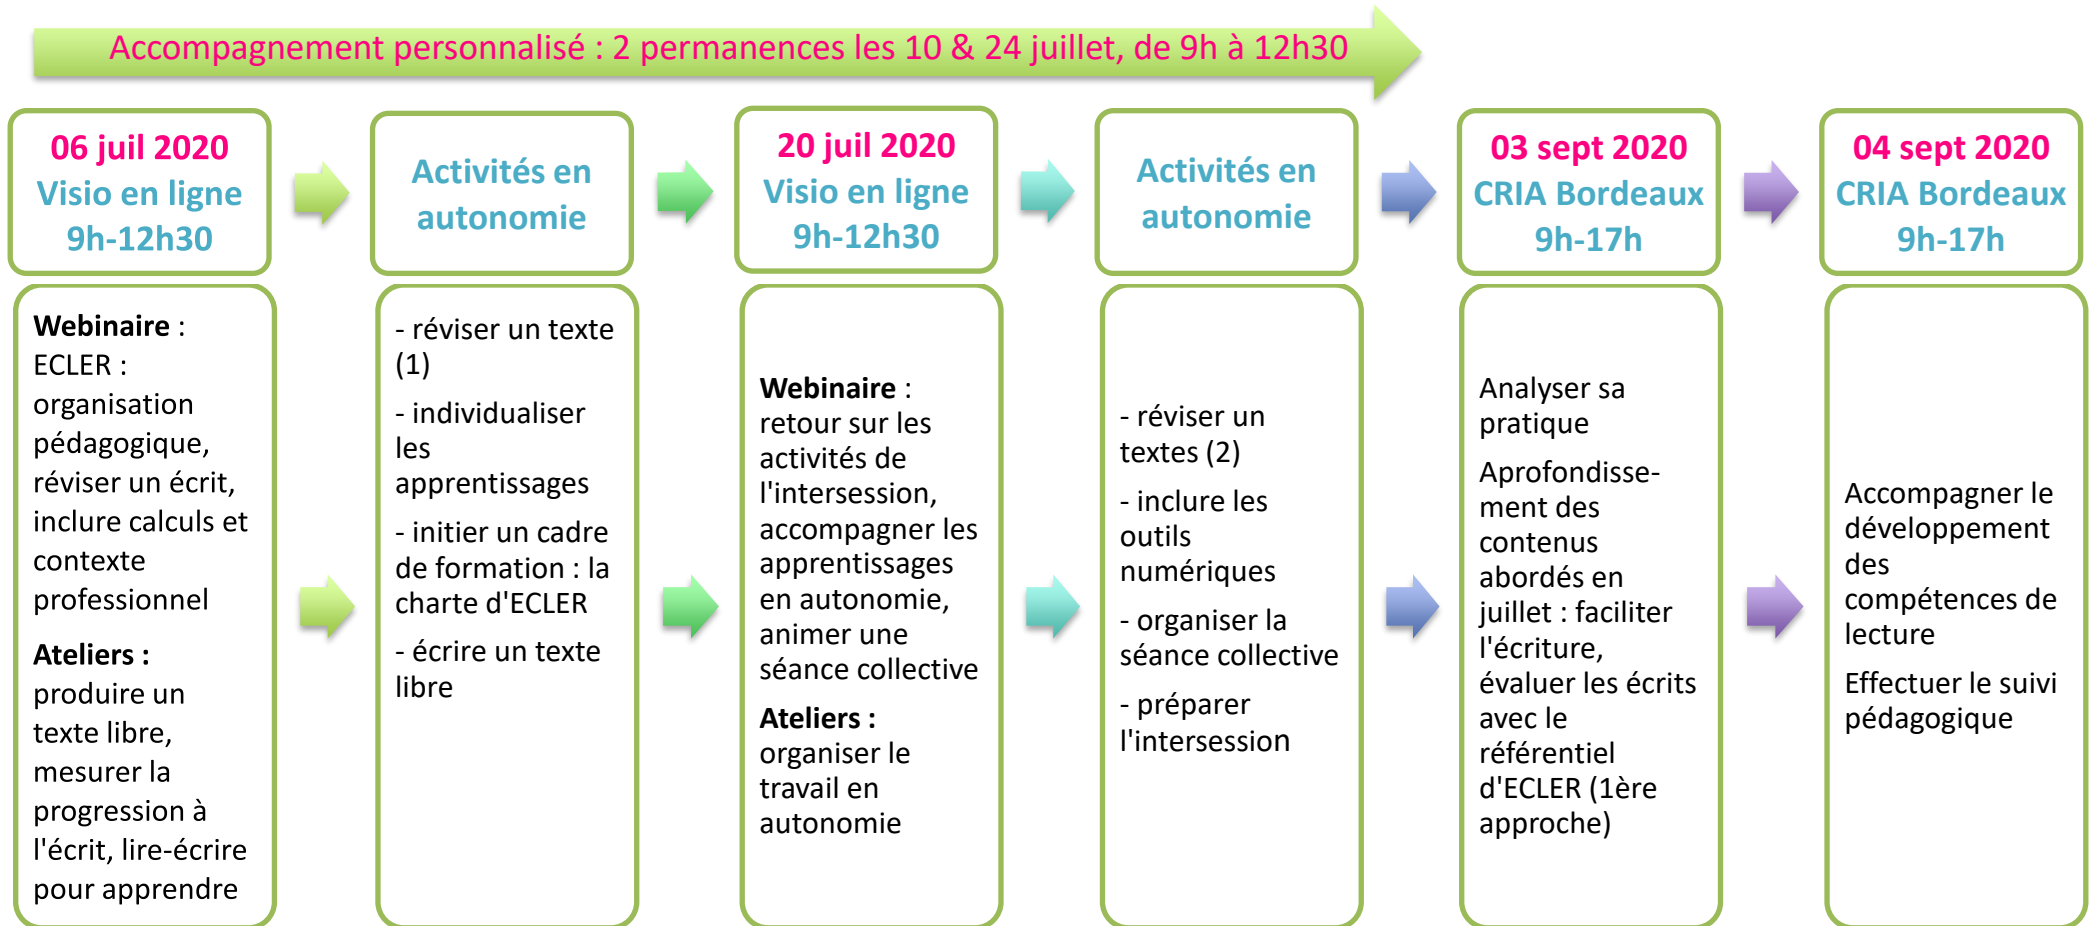 Accompagnement personnalisé : 2 permanences les 10 & 24 juillet, de 9h à 12h30
06 juil 2020
Visio en ligne
9h-12h30
Activités en
autonomie
20 juil 2020
Visio en ligne
9h-12h30
Activités en
autonomie
03 sept 2020
CRIA Bordeaux
9h-17h
04 sept 2020
CRIA Bordeaux
9h-17h
Webinaire :
ECLER :
organisation
pédagogique,
réviser un écrit,
inclure calculs et
contexte
professionnel
Ateliers :
produire un
texte libre,
mesurer la
progression à
l'écrit, lire-écrire
pour apprendre
- réviser un texte
(1)
- individualiser
les
apprentissages
- initier un cadre
de formation : la
charte d'ECLER
- écrire un texte
libre
Webinaire :
retour sur les
activités de
l'intersession,
accompagner les
apprentissages
en autonomie,
animer une
séance collective
Ateliers :
organiser le
travail en
autonomie
- réviser un
textes (2)
- inclure les
outils
numériques
- organiser la
séance collective
- préparer
l'intersession
Analyser sa
pratique
Aprofondisse-
ment des
contenus
abordés en
juillet : faciliter
l'écriture,
évaluer les écrits
avec le
référentiel
d'ECLER (1ère
approche)
Accompagner le
développement
des
compétences de
lecture
Effectuer le suivi
pédagogique